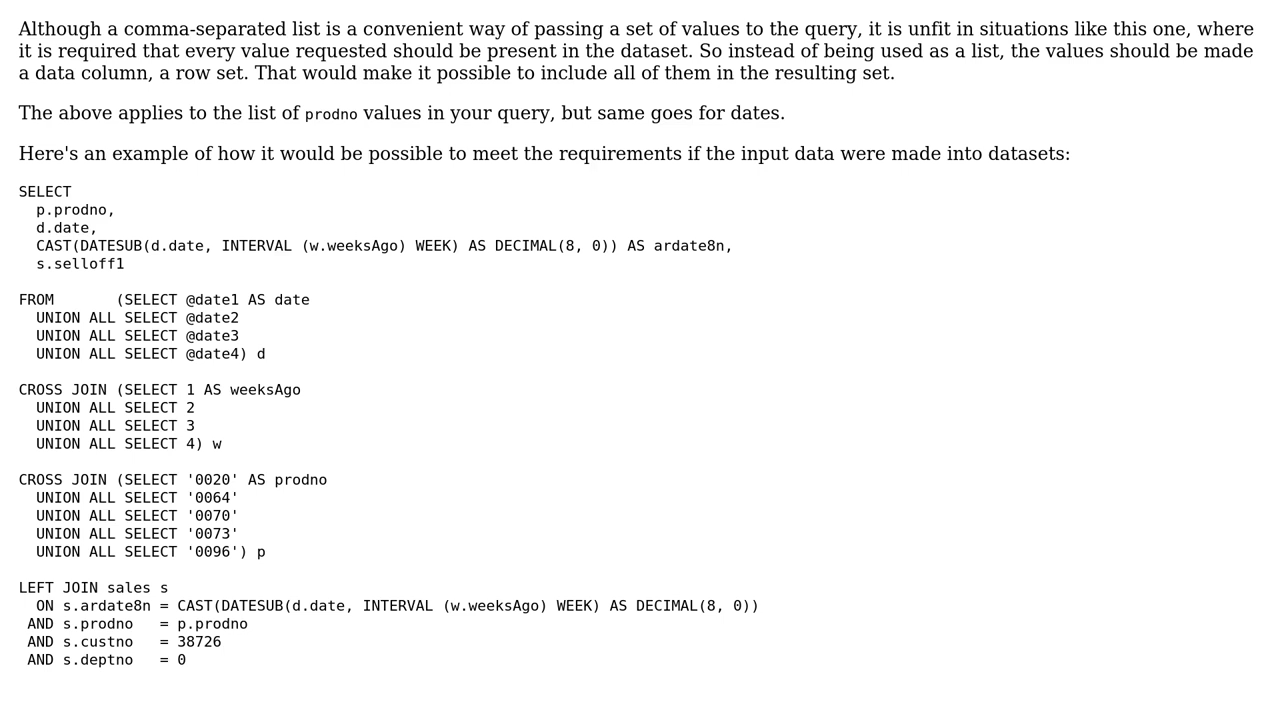 Although a comma-separated list is a convenient way of passing a set of values to the query, it is unfit in situations like this one, where
it is required that every value requested should be present in the dataset. So instead of being used as a list, the values should be made
a data column, a row set. That would make it possible to include all of them in the resulting set.
The above applies to the list of prodno values in your query, but same goes for dates.
Here's an example of how it would be possible to meet the requirements if the input data were made into datasets:
SELECT
  p.prodno,
  d.date,
  CAST(DATESUB(d.date, INTERVAL (w.weeksAgo) WEEK) AS DECIMAL(8, 0)) AS ardate8n,
  s.selloff1
FROM       (SELECT @date1 AS date
  UNION ALL SELECT @date2
  UNION ALL SELECT @date3
  UNION ALL SELECT @date4) d
CROSS JOIN (SELECT 1 AS weeksAgo
  UNION ALL SELECT 2
  UNION ALL SELECT 3
  UNION ALL SELECT 4) w
CROSS JOIN (SELECT '0020' AS prodno
  UNION ALL SELECT '0064'
  UNION ALL SELECT '0070'
  UNION ALL SELECT '0073'
  UNION ALL SELECT '0096') p
LEFT JOIN sales s
  ON s.ardate8n = CAST(DATESUB(d.date, INTERVAL (w.weeksAgo) WEEK) AS DECIMAL(8, 0))
 AND s.prodno   = p.prodno
 AND s.custno   = 38726
 AND s.deptno   = 0